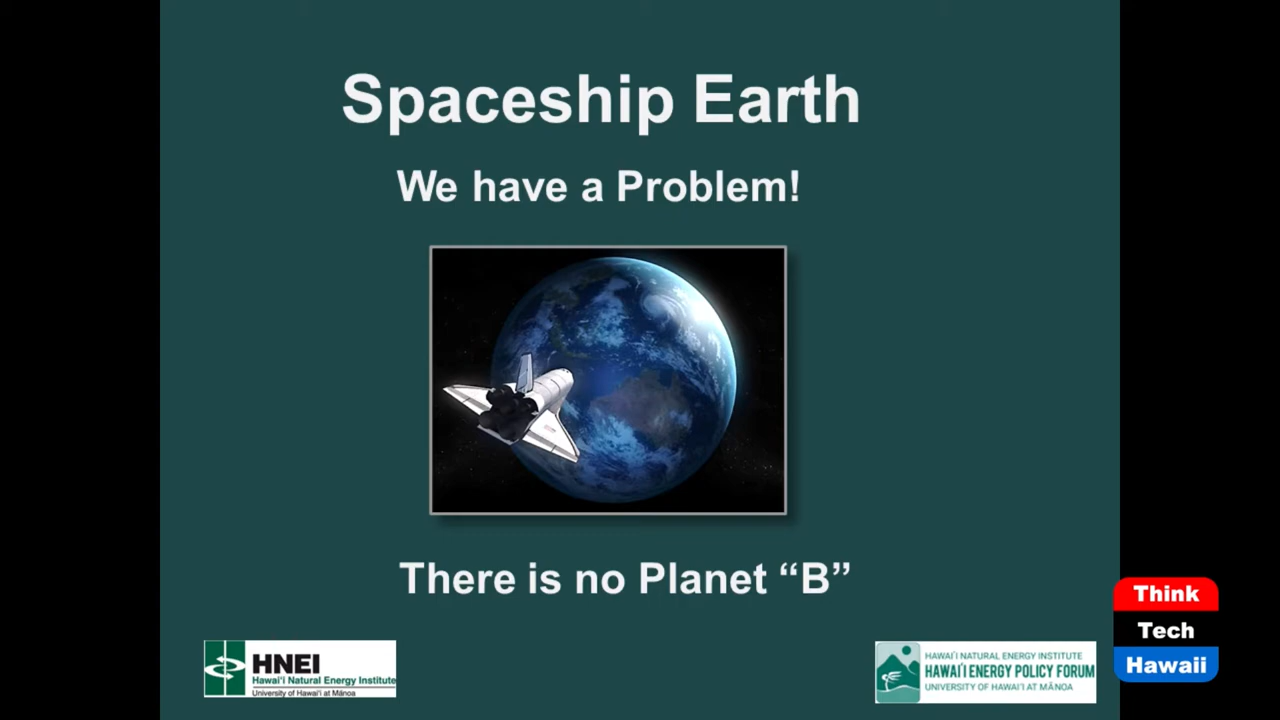 Spaceship Earth
We have a Problem!
There is no Planet “B”
HNEI
Hawai‘i Natural Energy Institute
University of Hawai‘i at Mānoa
HAWAI‘I NATURAL ENERGY INSTITUTE
HAWAI‘I ENERGY POLICY FORUM
UNIVERSITY OF HAWAI‘I AT MĀNOA
Think
Tech
Hawaii